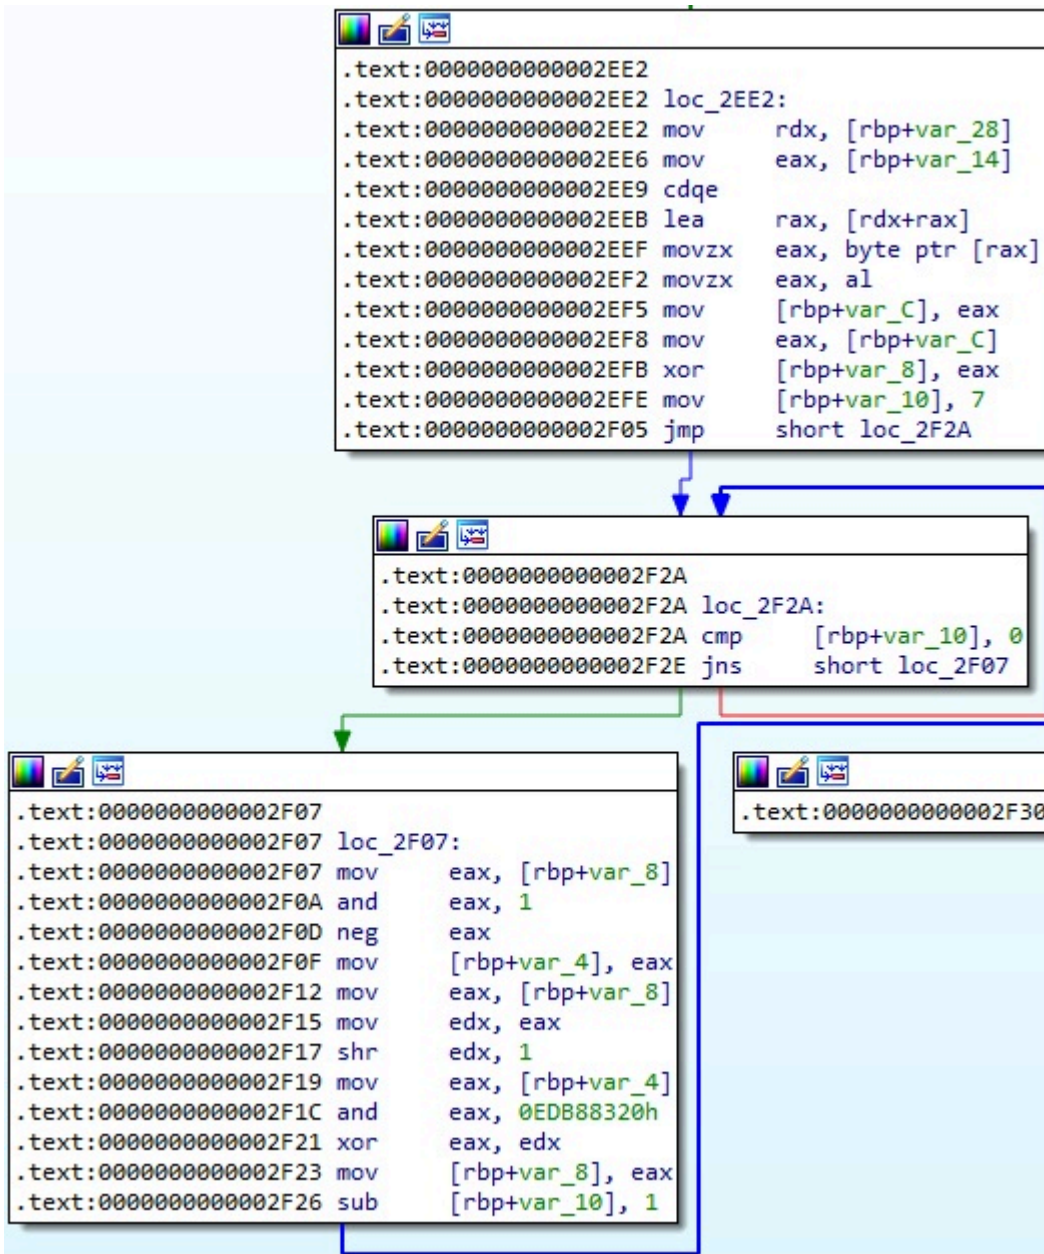 .text:0000000000002EE2
.text:0000000000002EE2 loc_2EE2:
.text:0000000000002EE2 mov rdx, [rbp+var_28]
.text:0000000000002EE6 mov eax, [rbp+var_14]
.text:0000000000002EE9 cdqe
.text:0000000000002EEB lea rax, [rdx+rax]
.text:0000000000002EEF movzx eax, byte ptr [rax]
.text:0000000000002EF2 movzx eax, al
.text:0000000000002EF5 mov [rbp+var_C], eax
.text:0000000000002EF8 mov eax, [rbp+var_C]
.text:0000000000002EFB xor [rbp+var_8], eax
.text:0000000000002EFE mov [rbp+var_10], 7
.text:0000000000002F05 jmp short loc_2F2A
.text:0000000000002F2A
.text:0000000000002F2A loc_2F2A:
.text:0000000000002F2A cmp [rbp+var_10], 0
.text:0000000000002F2E jns short loc_2F07
.text:0000000000002F07
.text:0000000000002F07 loc_2F07:
.text:0000000000002F07 mov eax, [rbp+var_8]
.text:0000000000002F0A and eax, 1
.text:0000000000002F0D neg eax
.text:0000000000002F0F mov [rbp+var_4], eax
.text:0000000000002F12 mov eax, [rbp+var_8]
.text:0000000000002F15 mov edx, eax
.text:0000000000002F17 shr edx, 1
.text:0000000000002F19 mov eax, [rbp+var_4]
.text:0000000000002F1C and eax, 0EDB88320h
.text:0000000000002F21 xor eax, edx
.text:0000000000002F23 mov [rbp+var_8], eax
.text:0000000000002F26 sub [rbp+var_10], 1
.text:0000000000002F30